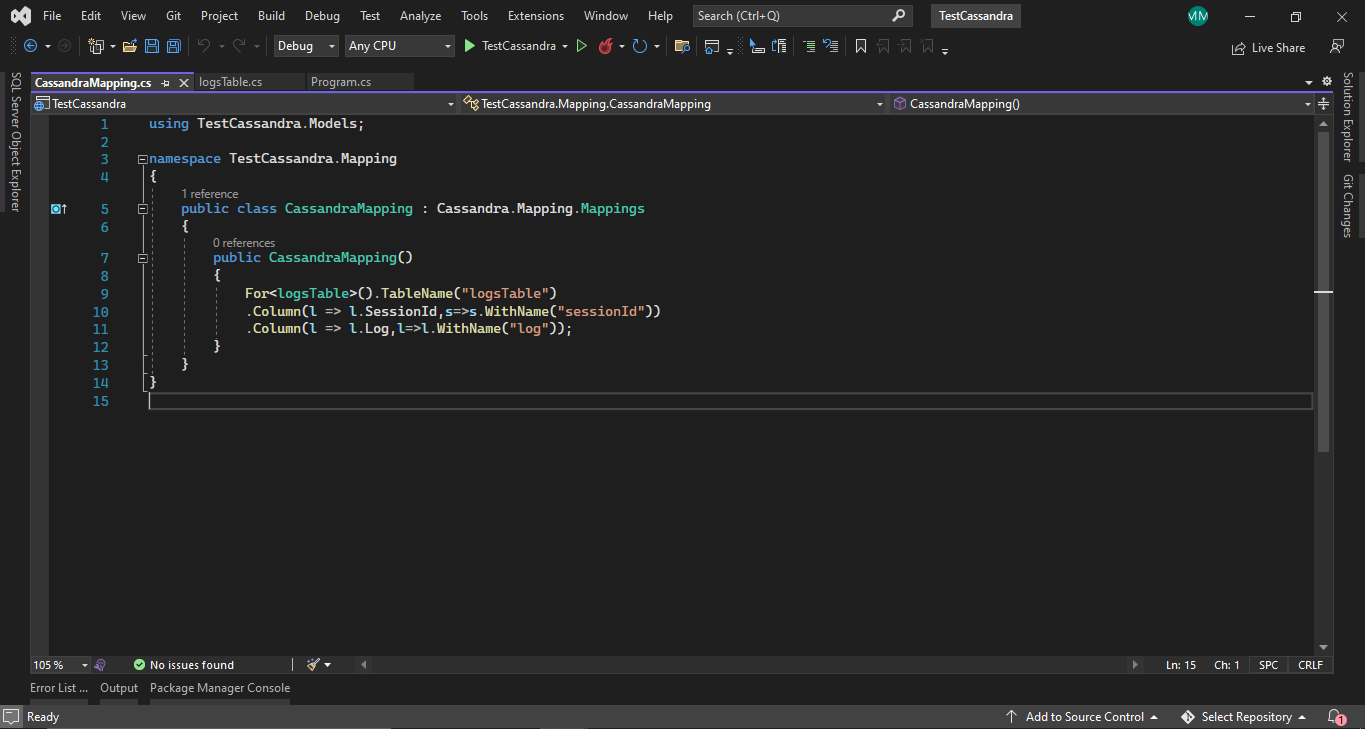 File Edit View Git Project Build Debug Test Analyze Tools Extensions Window Help Search (Ctrl+Q) TestCassandra MM
Debug Any CPU TestCassandra Live Share
CassandraMapping.cs logsTable.cs Program.cs
TestCassandra TestCassandra.Mapping.CassandraMapping CassandraMapping()
SQL Server Object Explorer
Solution Explorer
Git Changes
1 using TestCassandra.Models;
2
3 namespace TestCassandra.Mapping
4 {
1 reference
5 public class CassandraMapping : Cassandra.Mapping.Mappings
6 {
0 references
7 public CassandraMapping()
8 {
9 For<logsTable>().TableName("logsTable")
10 .Column(l => l.SessionId,s=>s.WithName("sessionId"))
11 .Column(l => l.Log,l=>l.WithName("log"));
12 }
13 }
14 }
15
105 % No issues found Ln: 15 Ch: 1 SPC CRLF
Error List ... Output Package Manager Console
Ready Add to Source Control Select Repository 1